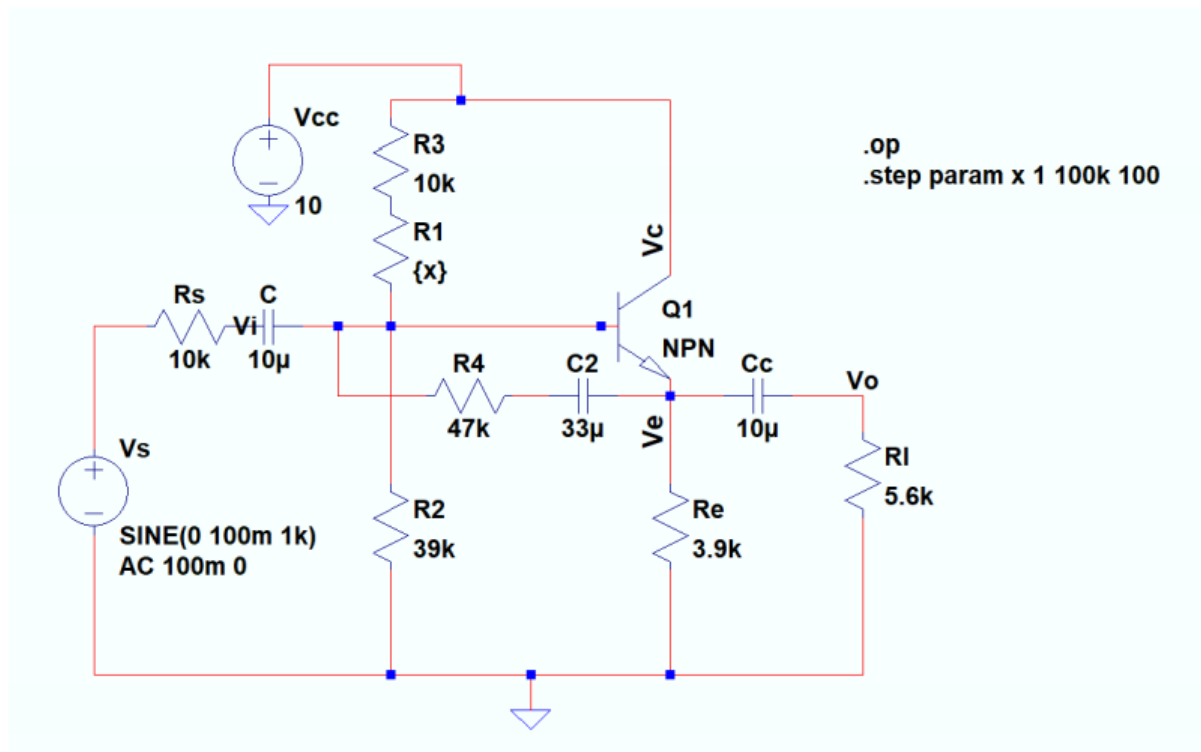 Vcc
10
R3
10k
R1
{x}
.op
.step param x 1 100k 100
Vc
Rs
10k
Vi
C
10µ
Q1
NPN
R4
47k
C2
33µ
Ve
Cc
10µ
Vo
Rl
5.6k
Vs
SINE(0 100m 1k)
AC 100m 0
R2
39k
Re
3.9k